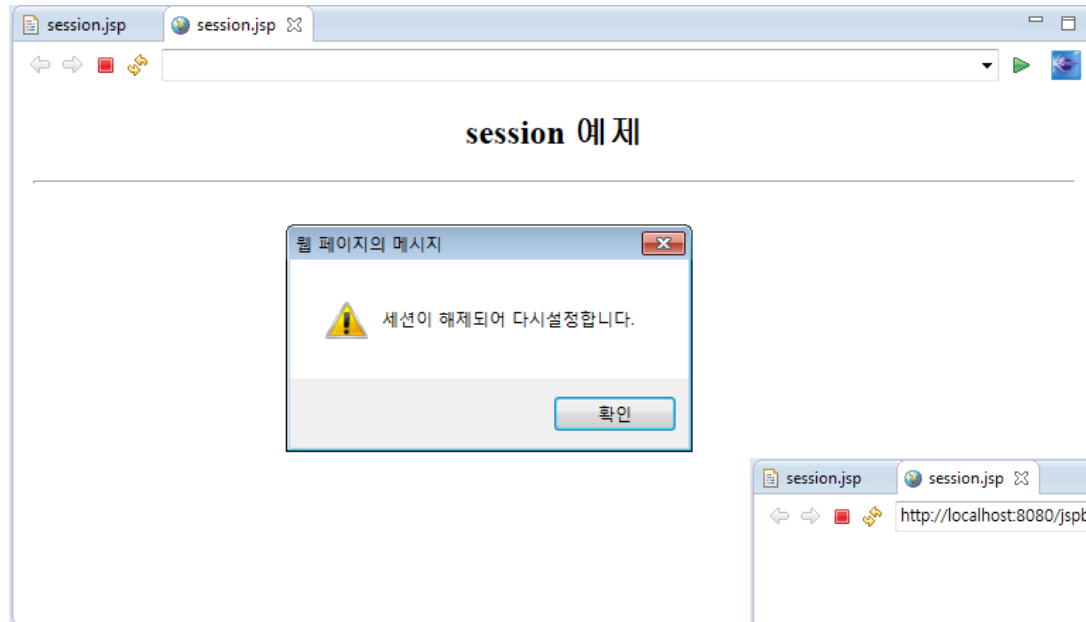 session.jsp
session.jsp
session 예제
웹 페이지의 메시지
세션이 해제되어 다시설정합니다.
확인
session.jsp
session.jsp
http://localhost:8080/jspb